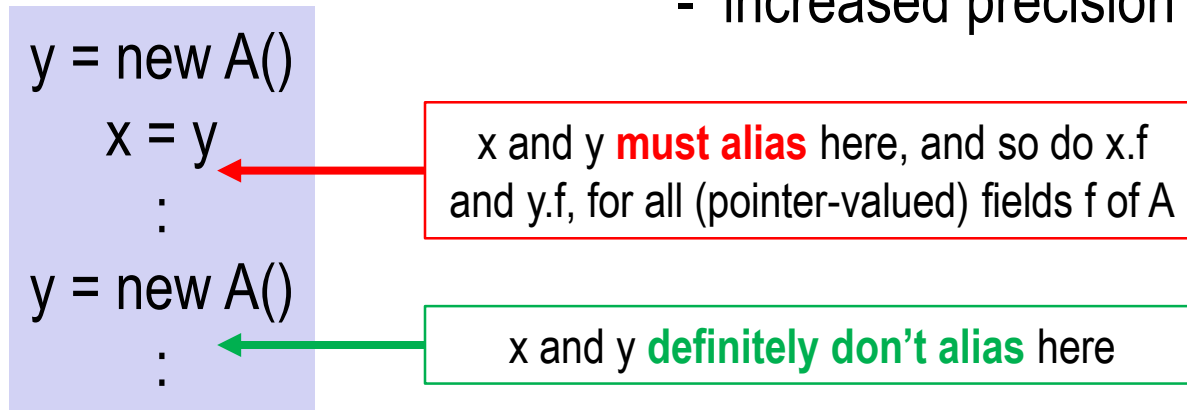 - increased precision
y = new A()
x = y
:
y = new A()
:
x and y must alias here, and so do x.f
and y.f, for all (pointer-valued) fields f of A
x and y definitely don't alias here